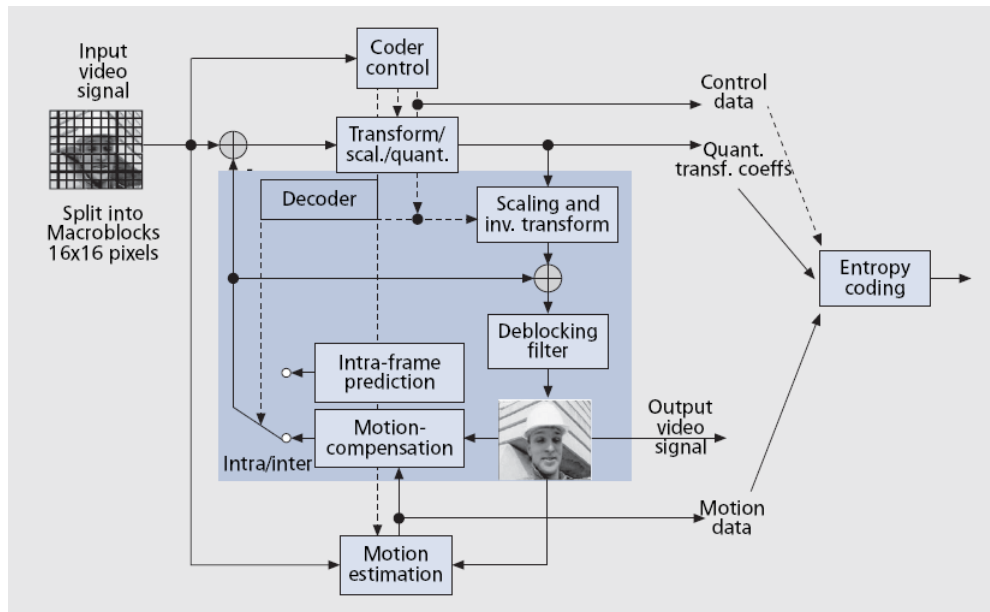 Input
video
signal
Split into
Macroblocks
16x16 pixels
Coder
control
Transform/
scal./quant.
Decoder
Scaling and
inv. transform
Deblocking
filter
Intra-frame
prediction
Motion-
compensation
Intra/inter
Motion
estimation
Control
data
Quant.
transf. coeffs
Entropy
coding
Output
video
signal
Motion
data